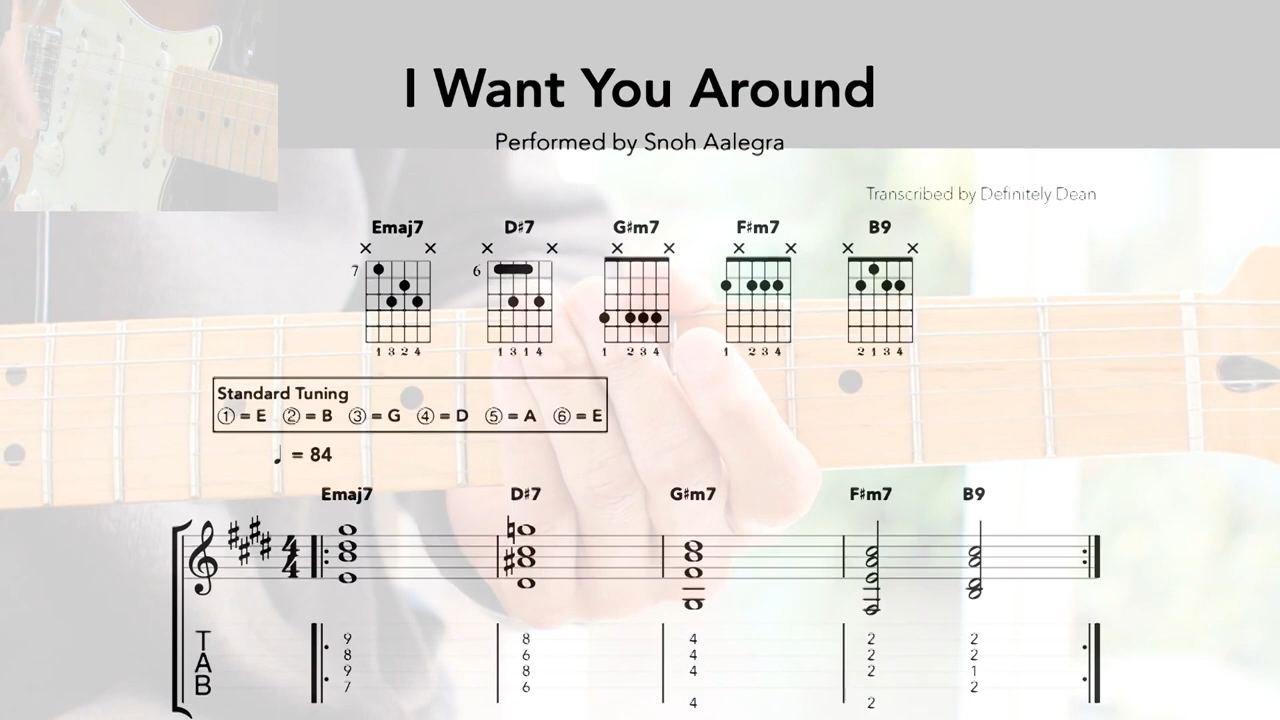 I Want You Around
Performed by Snoh Aalegra
Transcribed by Definitely Dean
Emaj7 D♯7 G♯m7 F♯m7 B9
× × × × × × × × × ×
7 6
1 3 2 4 1 3 1 4 1 2 3 4 1 2 3 4 2 1 3 4
Standard Tuning
① = E ② = B ③ = G ④ = D ⑤ = A ⑥ = E
♩ = 84
Emaj7 D♯7 G♯m7 F♯m7 B9
4
4
T 9 8 4 2 2
A 8 6 4 2 2
B 9 8 4 2 1
7 6 2
4 2